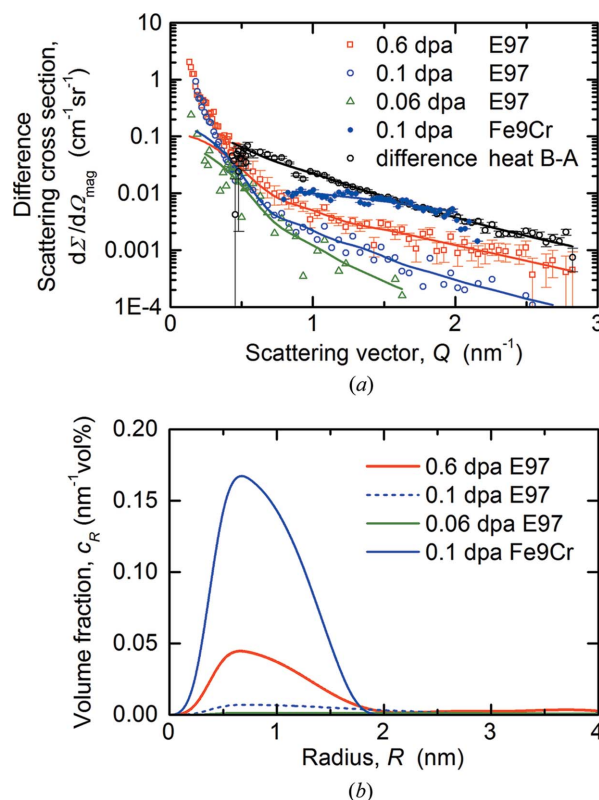 10
1
0.1
0.01
0.001
1E-4
Difference
Scattering cross section,
dΣ/dΩmag (cm⁻¹sr⁻¹)
0.6 dpa E97
0.1 dpa E97
0.06 dpa E97
0.1 dpa Fe9Cr
difference heat B-A
0 1 2 3
Scattering vector, Q (nm⁻¹)
(a)
0.20
0.15
0.10
0.05
0.00
Volume fraction, cR (nm⁻¹vol%)
0.6 dpa E97
0.1 dpa E97
0.06 dpa E97
0.1 dpa Fe9Cr
0 1 2 3 4
Radius, R (nm)
(b)